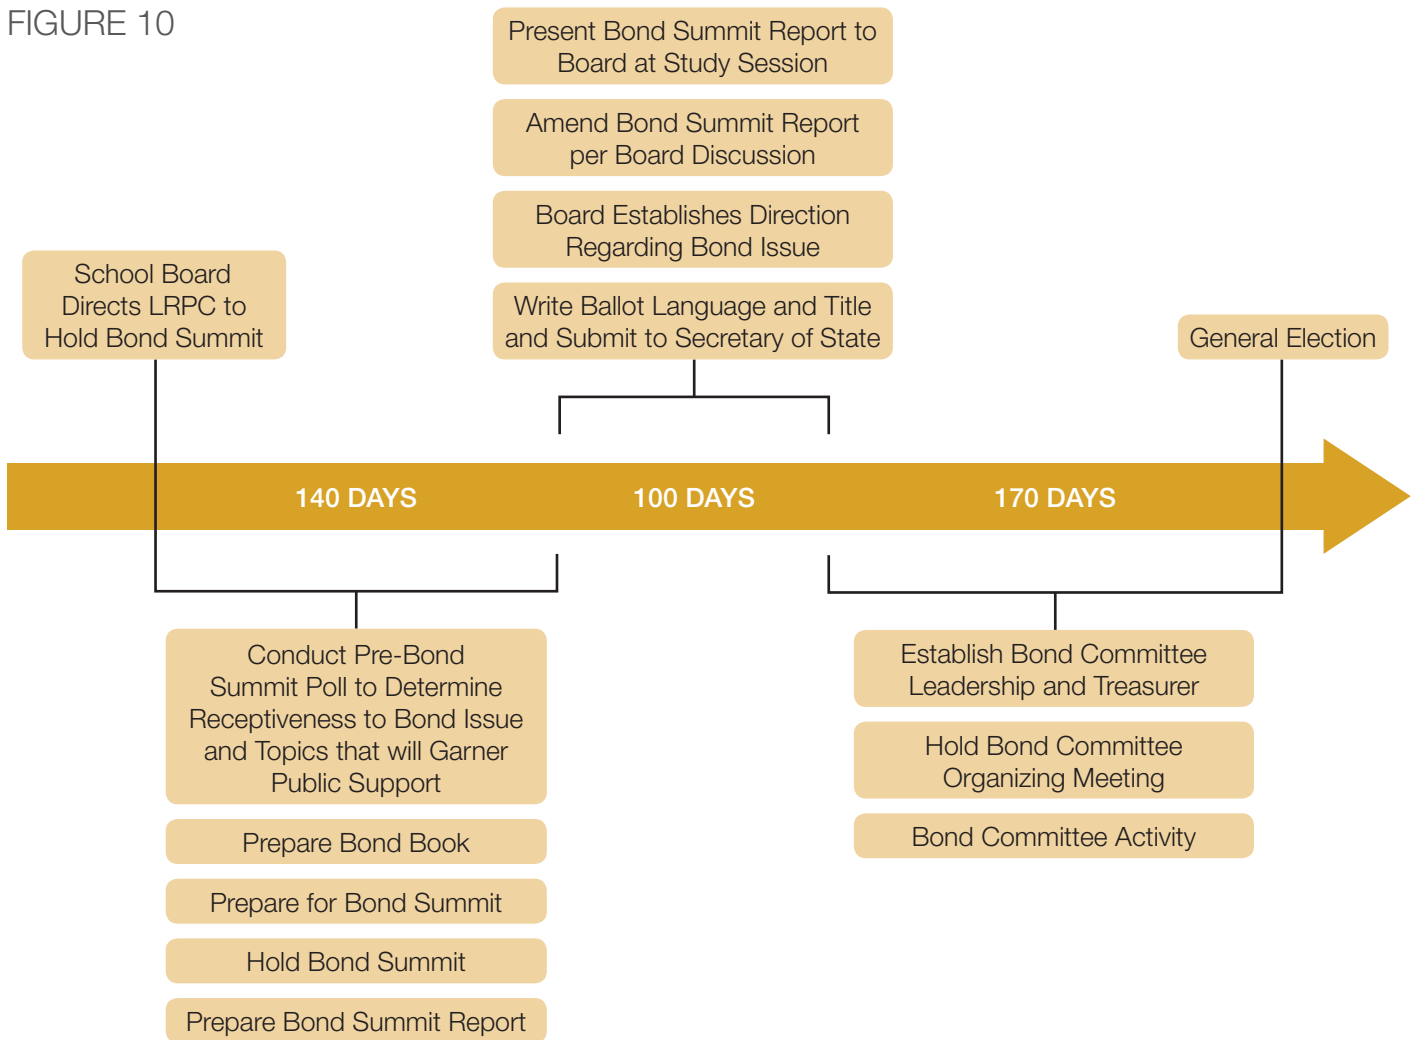 FIGURE 10
Present Bond Summit Report to
Board at Study Session
Amend Bond Summit Report
per Board Discussion
Board Establishes Direction
Regarding Bond Issue
Write Ballot Language and Title
and Submit to Secretary of State
School Board
Directs LRPC to
Hold Bond Summit
General Election
140 DAYS
100 DAYS
170 DAYS
Conduct Pre-Bond
Summit Poll to Determine
Receptiveness to Bond Issue
and Topics that will Garner
Public Support
Prepare Bond Book
Prepare for Bond Summit
Hold Bond Summit
Prepare Bond Summit Report
Establish Bond Committee
Leadership and Treasurer
Hold Bond Committee
Organizing Meeting
Bond Committee Activity